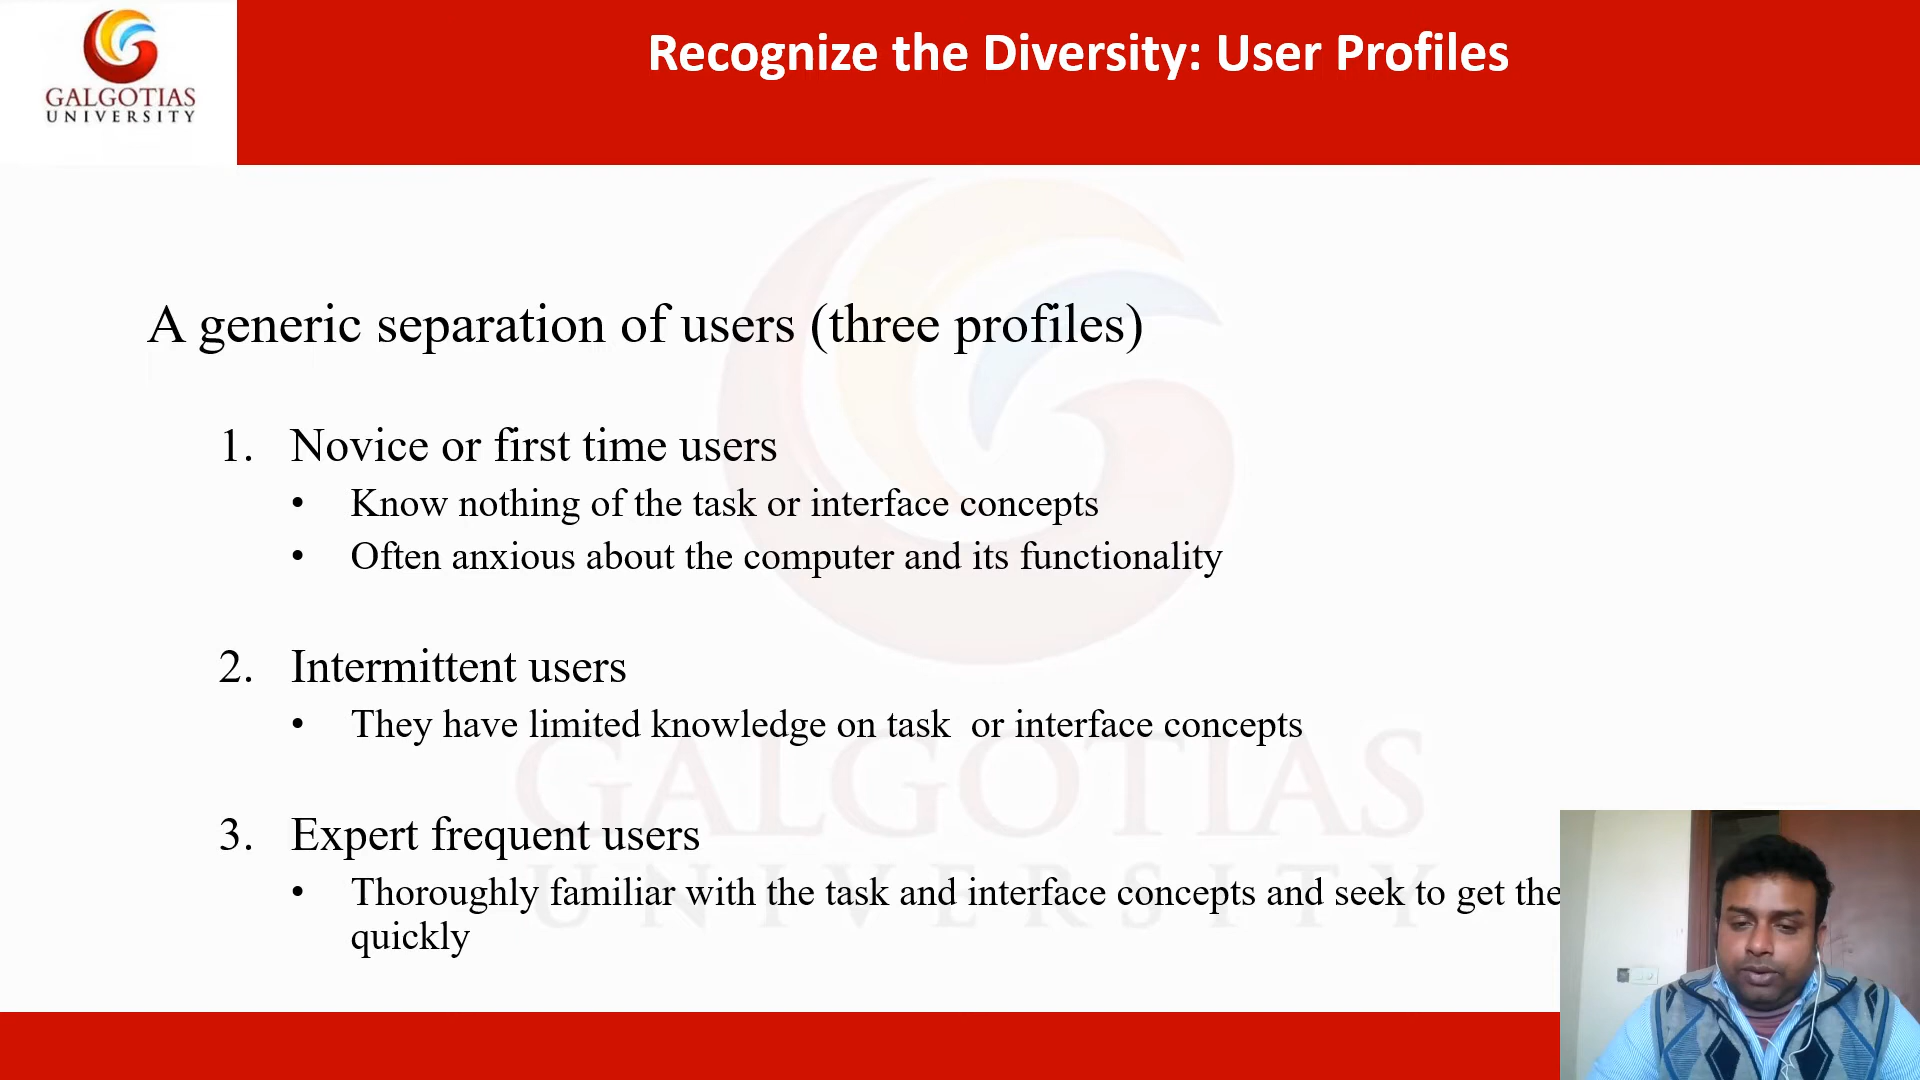 GALGOTIAS
UNIVERSITY
Recognize the Diversity: User Profiles
A generic separation of users (three profiles)
1. Novice or first time users
• Know nothing of the task or interface concepts
• Often anxious about the computer and its functionality
2. Intermittent users
• They have limited knowledge on task or interface concepts
3. Expert frequent users
• Thoroughly familiar with the task and interface concepts and seek to get the
quickly
GALGOTIAS
UNIVERSITY